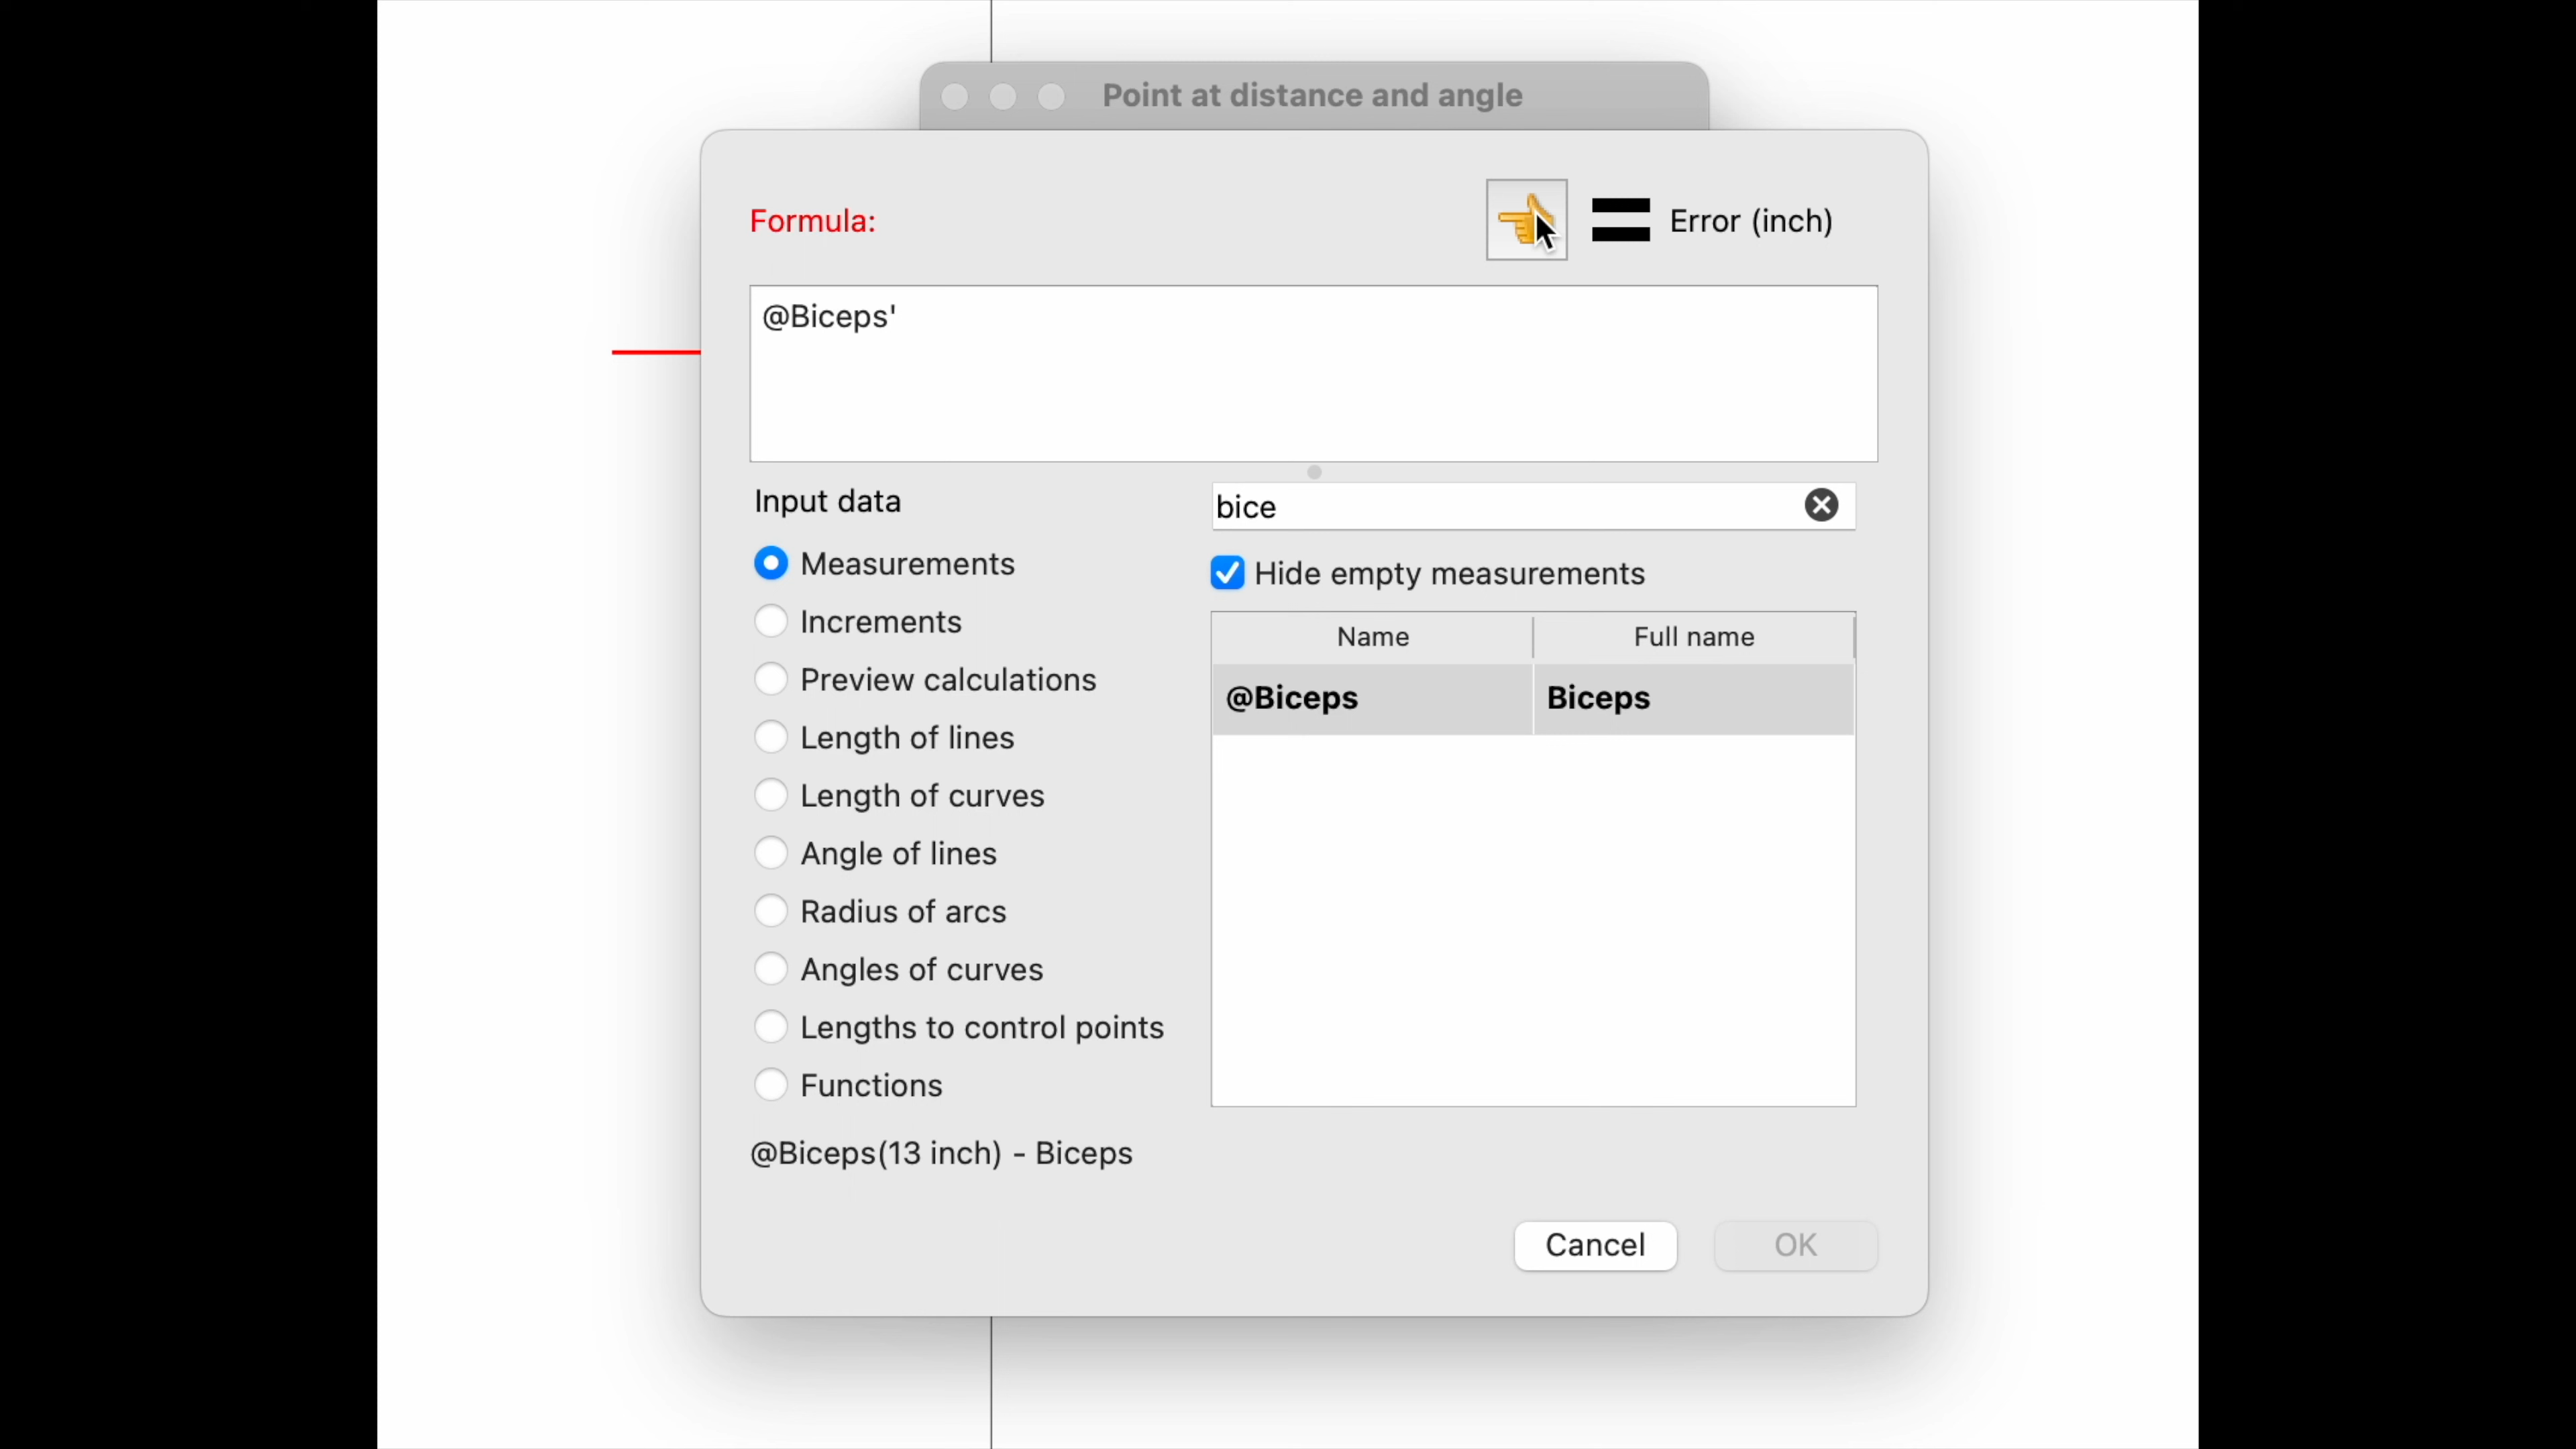 Point at distance and angle
Formula:
Error (inch)
@Biceps'
Input data
bice
Measurements
Hide empty measurements
Increments
Name Full name
Preview calculations
@Biceps Biceps
Length of lines
Length of curves
Angle of lines
Radius of arcs
Angles of curves
Lengths to control points
Functions
@Biceps(13 inch) - Biceps
Cancel OK